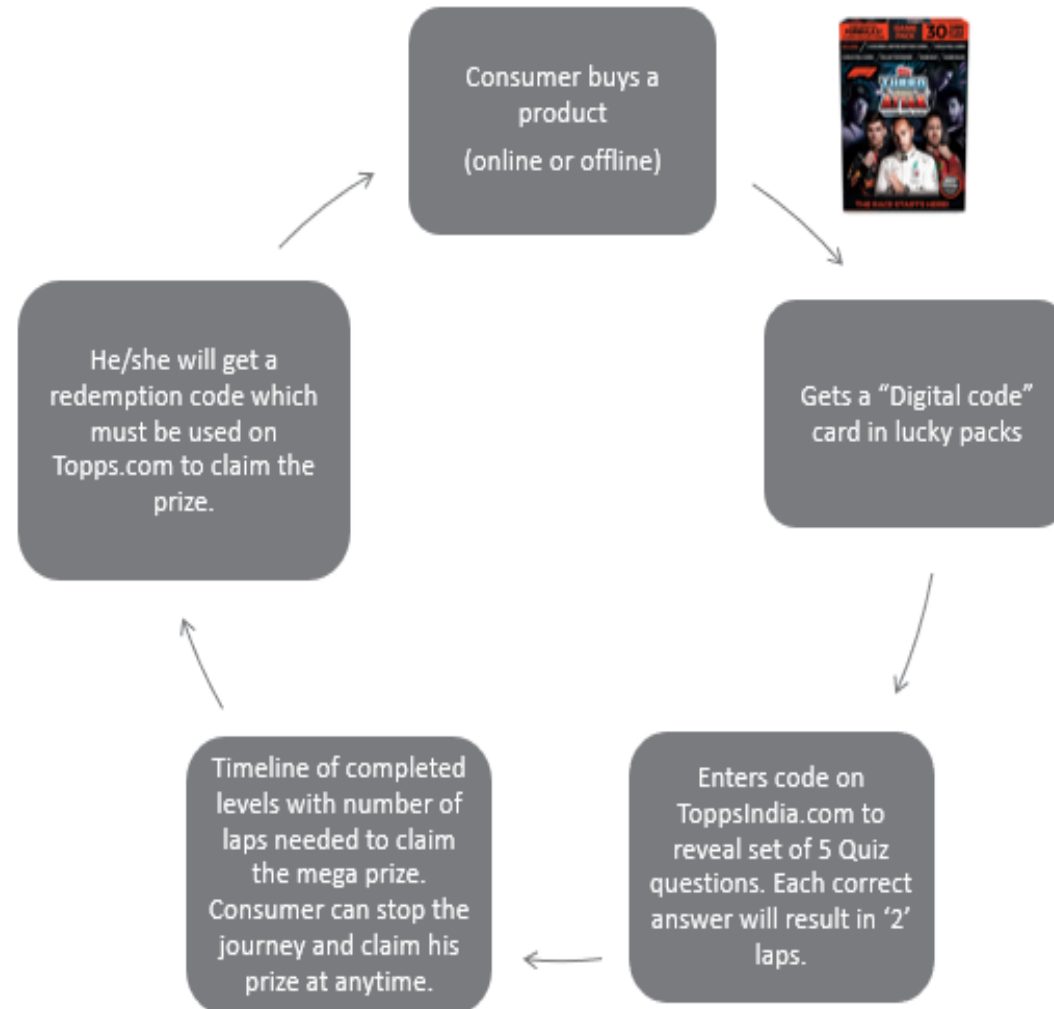 Consumer buys a
product
(online or offline)
30
TURBO
ATTAX
THE RACE STARTS HERE!
He/she will get a
redemption code which
must be used on
Topps.com to claim the
prize.
Gets a “Digital code”
card in lucky packs
Timeline of completed
levels with number of
laps needed to claim
the mega prize.
Consumer can stop the
journey and claim his
prize at anytime.
Enters code on
ToppsIndia.com to
reveal set of 5 Quiz
questions. Each correct
answer will result in ‘2’
laps.